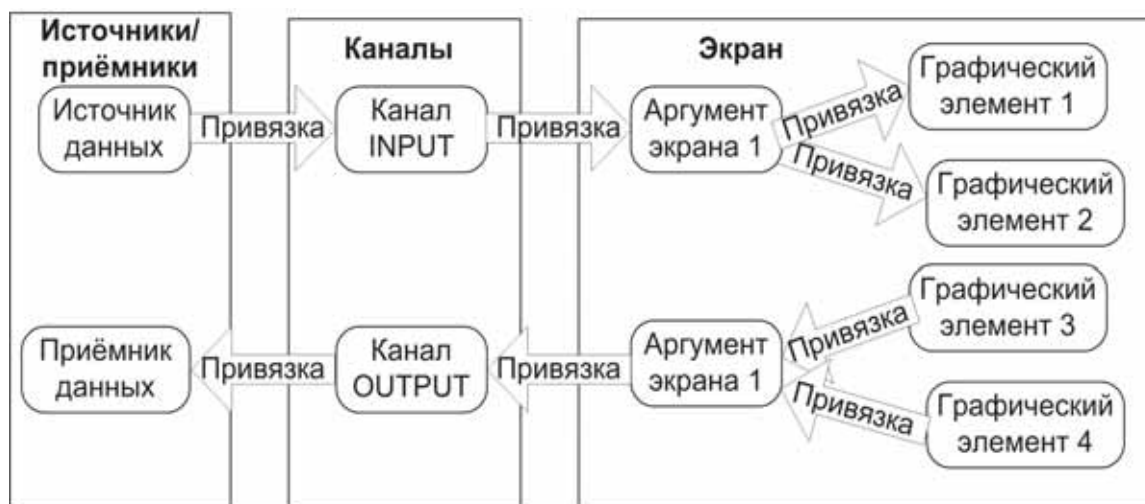 Источники/
приёмники
Каналы
Экран
Источник
данных
Привязка
Канал
INPUT
Привязка
Аргумент
экрана 1
Привязка
Графический
элемент 1
Привязка
Графический
элемент 2
Приёмник
данных
Привязка
Канал
OUTPUT
Привязка
Аргумент
экрана 1
Привязка
Графический
элемент 3
Привязка
Графический
элемент 4